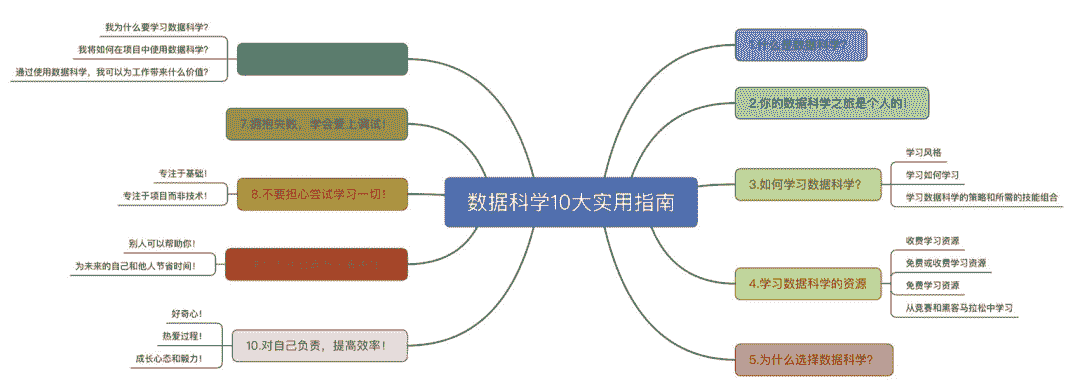 数据科学10大实用指南
2.你的数据科学之旅是个人的!
3.如何学习数据科学?
学习风格
学习如何学习
学习数据科学的策略和所需的技能组合
4.学习数据科学的资源
收费学习资源
免费或收费学习资源
免费学习资源
从竞赛和黑客马拉松中学习
5.为什么选择数据科学?
我为什么要学习数据科学?
我将如何在项目中使用数据科学?
通过使用数据科学,我可以为工作带来什么价值?
7.拥抱失败,学会爱上调试!
8.不要担心尝试学习一切!
专注于基础!
专注于项目而非技术!
别人可以帮助你!
为未来的自己和他人节省时间!
10.对自己负责,提高效率!
好奇心!
热爱过程!
成长心态和毅力!